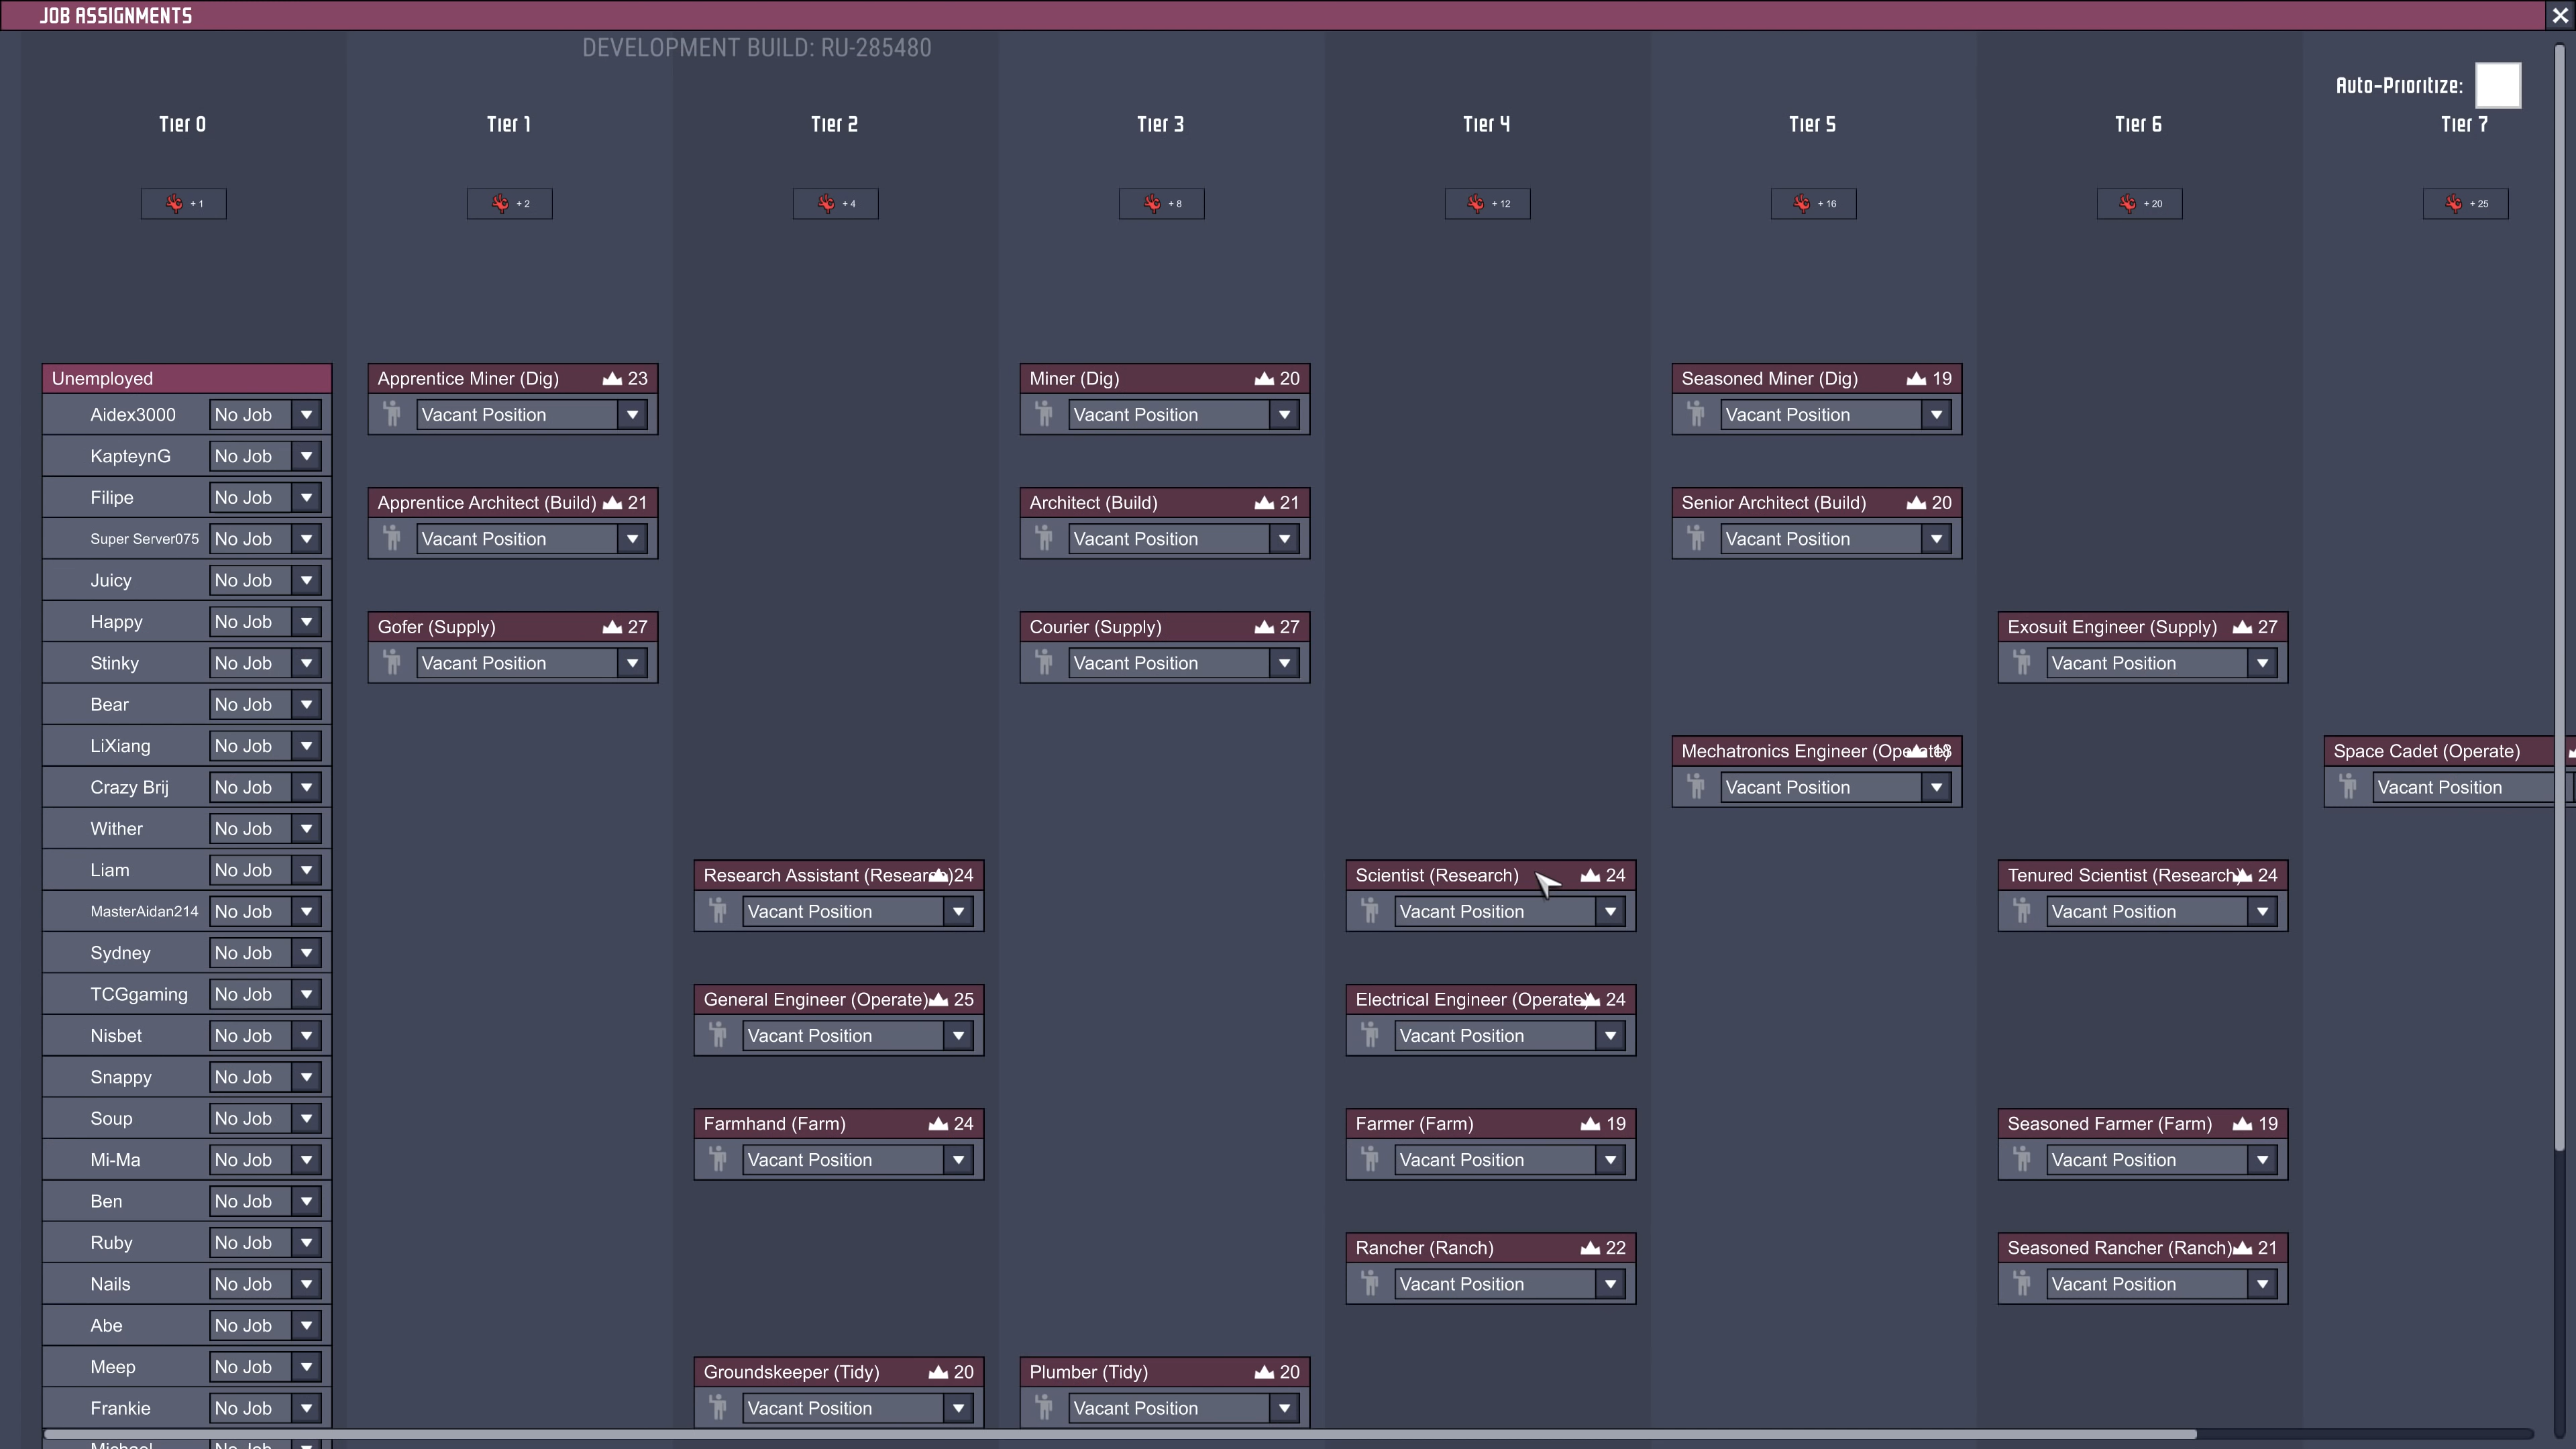 JOB ASSIGNMENTS
DEVELOPMENT BUILD: RU-285480
Auto-Prioritize:
Tier 0 Tier 1 Tier 2 Tier 3 Tier 4 Tier 5 Tier 6 Tier 7
+ 1 + 2 + 4 + 8 + 12 + 16 + 20 + 25
Unemployed
Aidex3000 No Job
KapteynG No Job
Filipe No Job
Super Server075 No Job
Juicy No Job
Happy No Job
Stinky No Job
Bear No Job
LiXiang No Job
Crazy Brij No Job
Wither No Job
Liam No Job
MasterAidan214 No Job
Sydney No Job
TCGgaming No Job
Nisbet No Job
Snappy No Job
Soup No Job
Mi-Ma No Job
Ben No Job
Ruby No Job
Nails No Job
Abe No Job
Meep No Job
Frankie No Job
Michael No Job
Apprentice Miner (Dig) 23
Vacant Position
Apprentice Architect (Build) 21
Vacant Position
Gofer (Supply) 27
Vacant Position
Research Assistant (Research) 24
Vacant Position
General Engineer (Operate) 25
Vacant Position
Farmhand (Farm) 24
Vacant Position
Groundskeeper (Tidy) 20
Vacant Position
Miner (Dig) 20
Vacant Position
Architect (Build) 21
Vacant Position
Courier (Supply) 27
Vacant Position
Plumber (Tidy) 20
Vacant Position
Scientist (Research) 24
Vacant Position
Electrical Engineer (Operate) 24
Vacant Position
Farmer (Farm) 19
Vacant Position
Rancher (Ranch) 22
Vacant Position
Seasoned Miner (Dig) 19
Vacant Position
Senior Architect (Build) 20
Vacant Position
Mechatronics Engineer (Operate) 18
Vacant Position
Exosuit Engineer (Supply) 27
Vacant Position
Tenured Scientist (Research) 24
Vacant Position
Seasoned Farmer (Farm) 19
Vacant Position
Seasoned Rancher (Ranch) 21
Vacant Position
Space Cadet (Operate)
Vacant Position